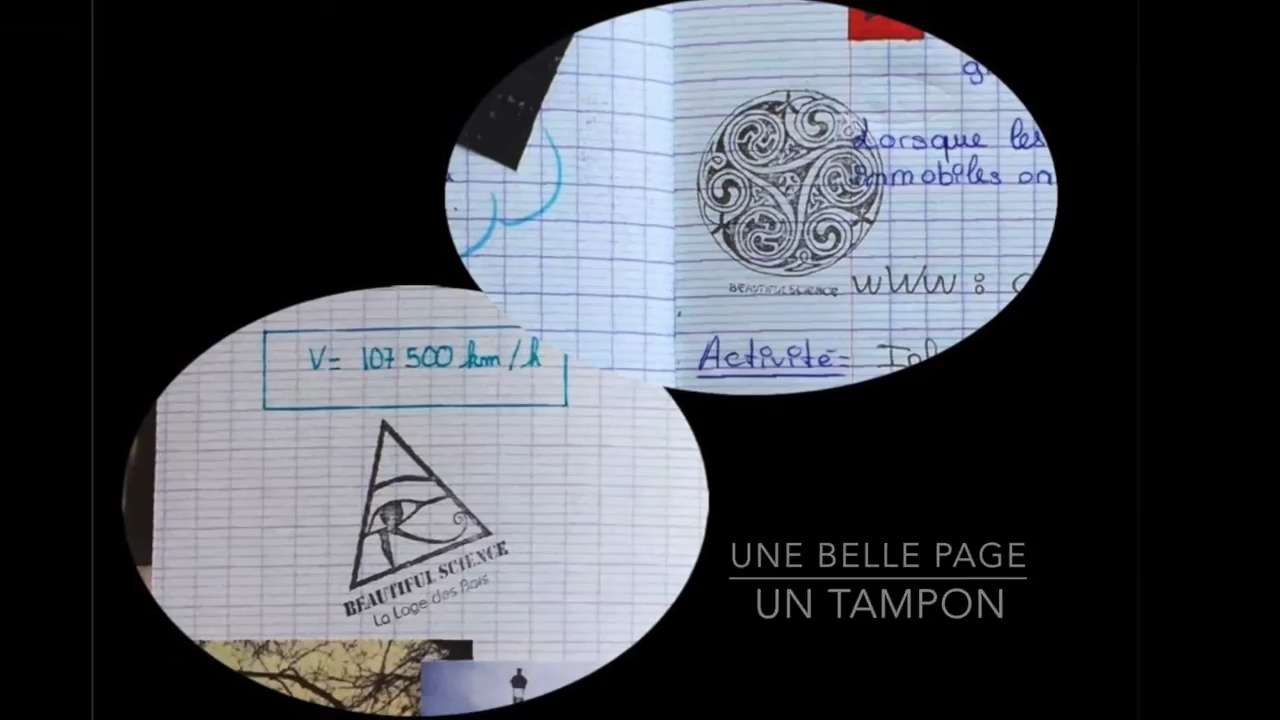 Lorsque les
immobiles on
BEAUTIFUL SCIENCE
www :
Activité =
V = 107 500 km/h
BEAUTIFUL SCIENCE
La Loge des Bois
UNE BELLE PAGE
UN TAMPON